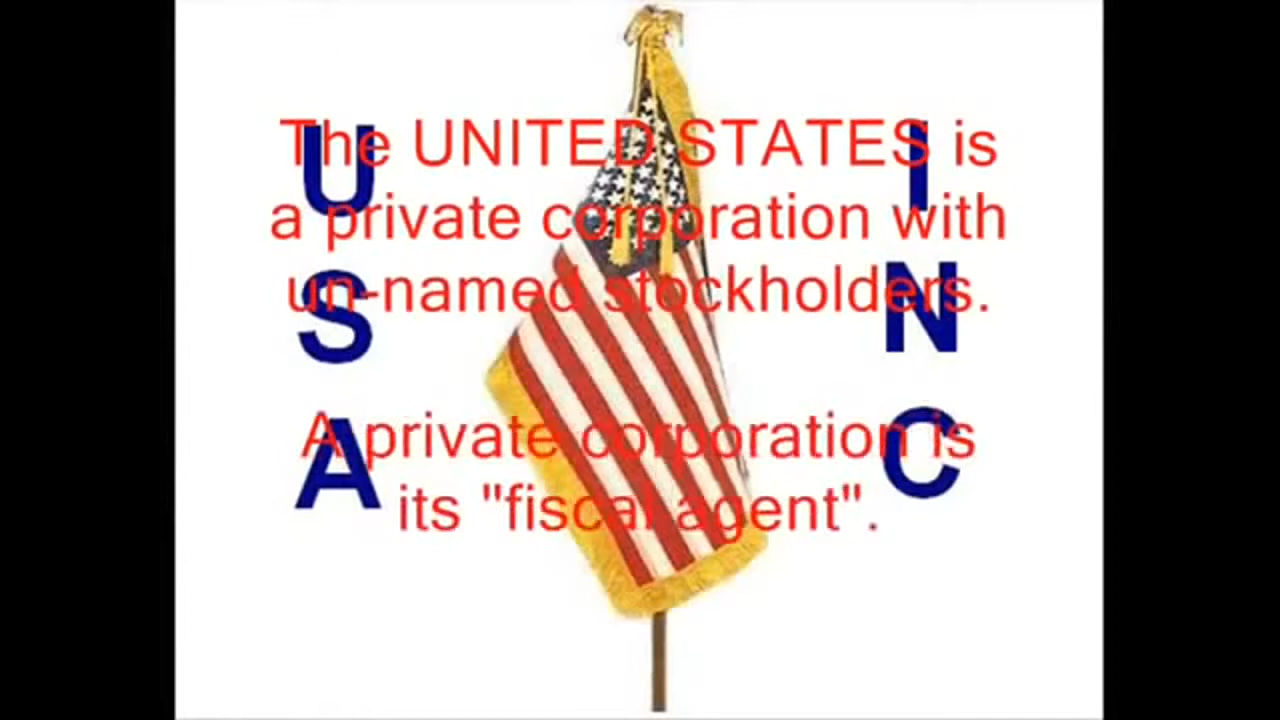 The UNITED STATES is
a private corporation with
un-named stockholders.
A private corporation is
its "fiscal agent".
U
S
A
I
N
C